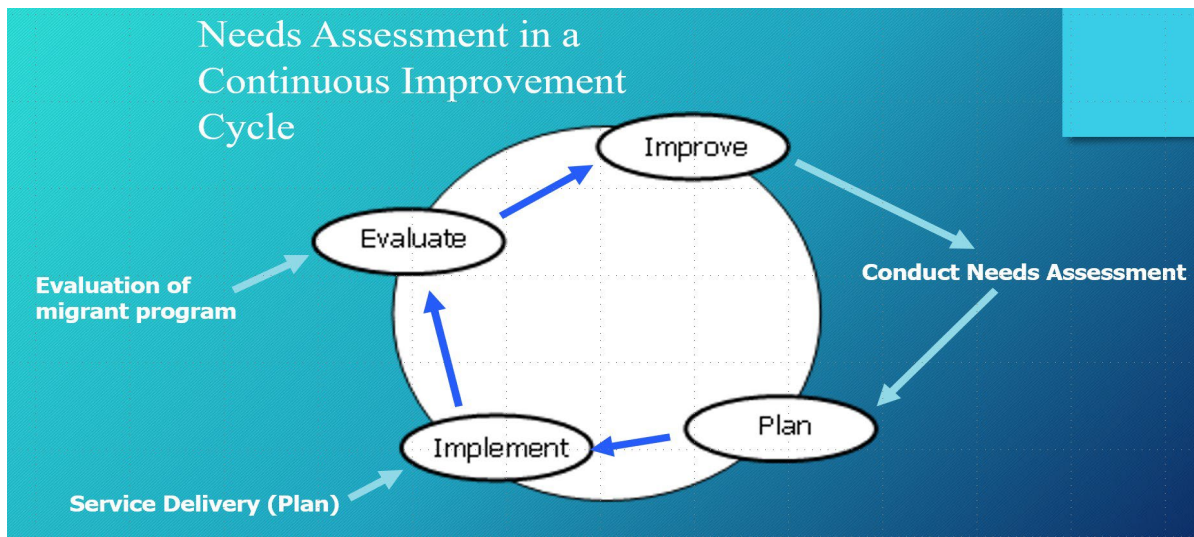 Needs Assessment in a
Continuous Improvement
Cycle
Improve
Evaluate
Conduct Needs Assessment
Evaluation of
migrant program
Plan
Implement
Service Delivery (Plan)